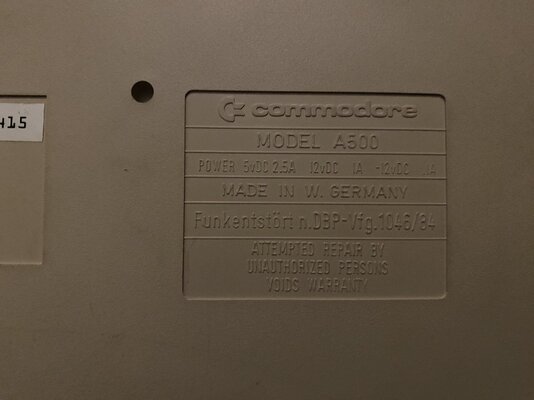 415
commodore
MODEL A500
POWER 5VDC 2.5A 12VDC 1A -12VDC .1A
MADE IN W. GERMANY
Funkentstört n.DBP-Vfg.1046/84
ATTEMPTED REPAIR BY
UNAUTHORIZED PERSONS
VOIDS WARRANTY